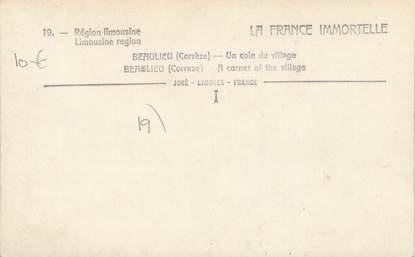 19. — Région limousine
Limousine region
LA FRANCE IMMORTELLE
10€
BEAULIEU (Corrèze) — Un coin du village
BEAULIEU (Correze) - A corner of the village
JOVÉ - LIMOGES - FRANCE
19)